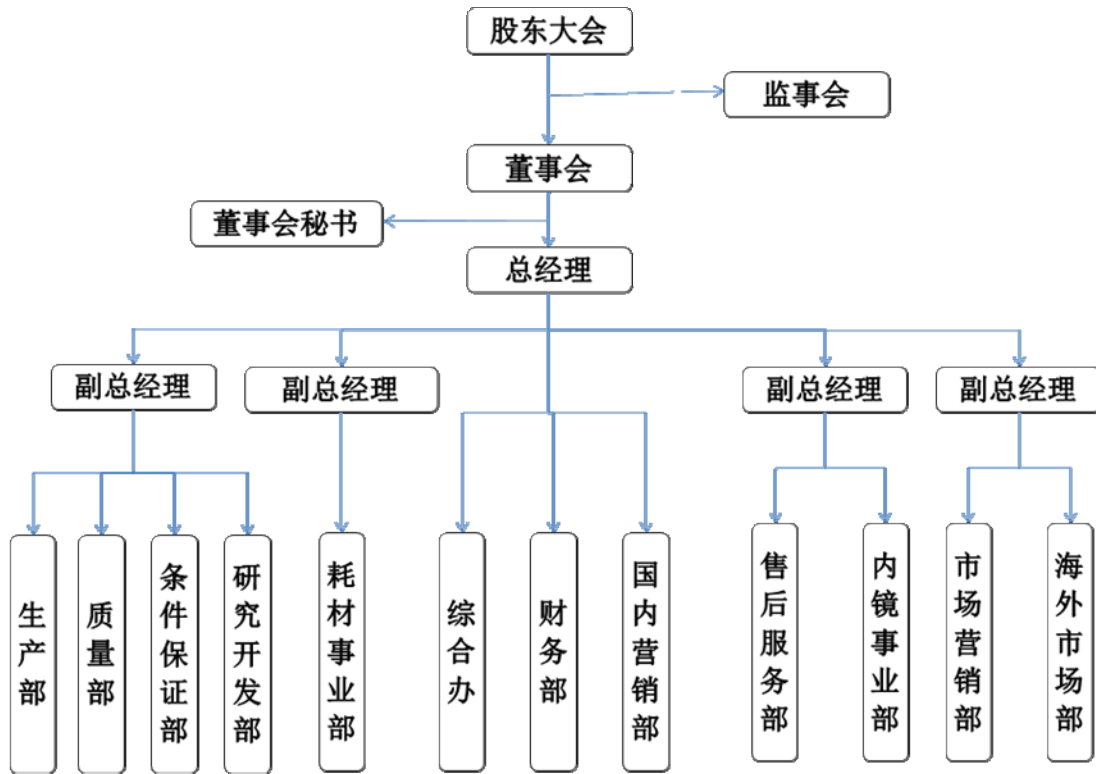 股东大会
监事会
董事会
董事会秘书
总经理
副总经理
副总经理
副总经理
副总经理
生产部
质量部
条件保证部
研究开发部
耗材事业部
综合办
财务部
国内营销部
售后服务部
内镜事业部
市场营销部
海外市场部